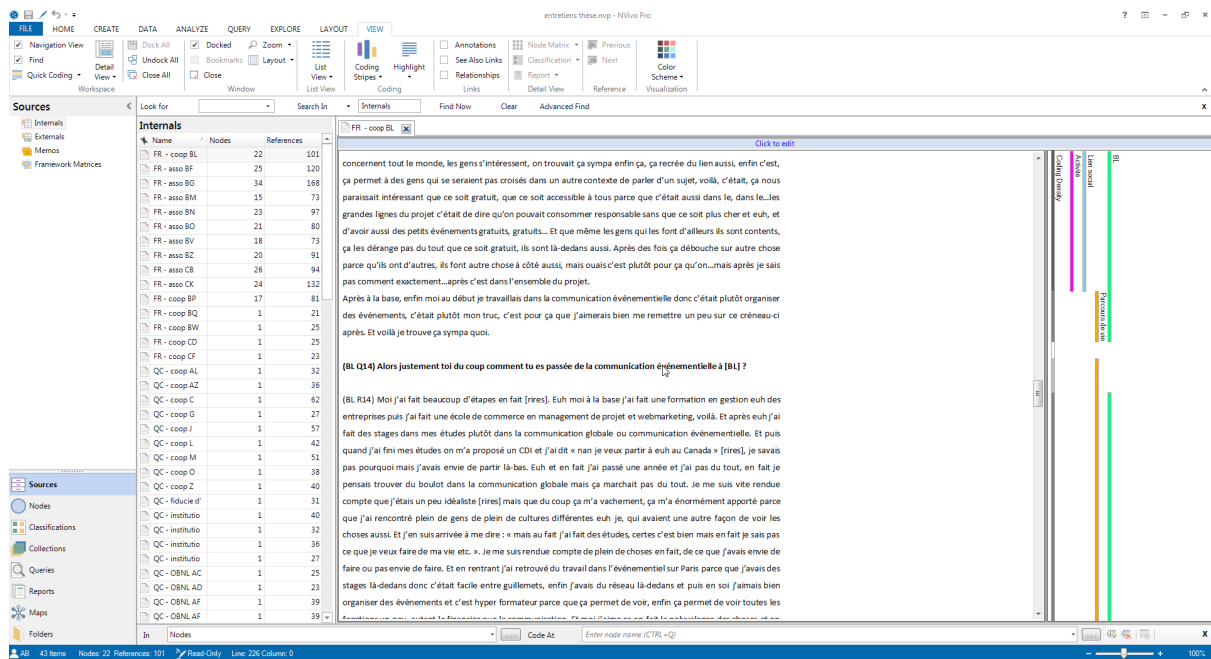 entretiens thèse.nvp - NVivo Pro
FILE HOME CREATE DATA ANALYZE QUERY EXPLORE LAYOUT VIEW
Navigation View
Find
Quick Coding
Detail View
Workspace
Dock All
Undock All
Close All
Docked
Bookmarks
Close
Zoom
Layout
Window
List View
List View
Coding Stripes
Highlight
Coding
Annotations
See Also Links
Relationships
Links
Node Matrix
Classification
Report
Detail View
Previous
Next
Reference
Color Scheme
Visualization
Sources
Internals
Externals
Memos
Framework Matrices
Look for Search In Internals Find Now Clear Advanced Find x
Internals
Name Nodes References
FR - coop BL 22 101
FR - asso BF 25 120
FR - asso BG 34 168
FR - asso BM 15 73
FR - asso BN 23 97
FR - asso BO 21 80
FR - asso BV 18 73
FR - asso BZ 20 91
FR - asso CB 26 94
FR - asso CK 24 132
FR - coop BP 17 81
FR - coop BQ 1 21
FR - coop BW 1 25
FR - coop CD 1 25
FR - coop CF 1 23
QC - coop AL 1 32
QC - coop AZ 1 36
QC - coop C 1 62
QC - coop G 1 27
QC - coop J 1 57
QC - coop L 1 42
QC - coop M 1 51
QC - coop O 1 38
QC - coop Z 1 40
QC - fiducie d' 1 31
QC - institutio 1 40
QC - institutio 1 32
QC - institutio 1 36
QC - institutio 1 27
QC - OBNL AC 1 25
QC - OBNL AD 1 23
QC - OBNL AF 1 39
QC - OBNL AF 1 39
FR - coop BL
Click to edit
concernent tout le monde, les gens s'intéressent, on trouvait ça sympa enfin ça, ça recrée du lien aussi, enfin c'est,
ça permet à des gens qui se seraient pas croisés dans un autre contexte de parler d'un sujet, voilà, c'était, ça nous
paraissait intéressant que ce soit gratuit, que ce soit accessible à tous parce que c'était aussi dans le, dans le...les
grandes lignes du projet c'était de dire qu'on pouvait consommer responsable sans que ce soit plus cher et euh, et
d'avoir aussi des petits événements gratuits, gratuits... Et que même les gens qui les font d'ailleurs ils sont contents,
ça les dérange pas du tout que ce soit gratuit, ils sont là-dedans aussi. Après des fois ça débouche sur autre chose
parce qu'ils ont d'autres, ils font autre chose à côté aussi, mais ouais c'est plutôt pour ça qu'on...mais après je sais
pas comment exactement...après c'est dans l'ensemble du projet.
Après à la base, enfin moi au début je travaillais dans la communication événementielle donc c'était plutôt organiser
des événements, c'était plutôt mon truc, c'est pour ça que j'aimerais bien me remettre un peu sur ce créneau-ci
après. Et voilà je trouve ça sympa quoi.
(BL Q14) Alors justement toi du coup comment tu es passée de la communication événementielle à [BL] ?
(BL R14) Moi j'ai fait beaucoup d'étapes en fait [rires]. Euh moi à la base j'ai fait une formation en gestion euh des
entreprises puis j'ai fait une école de commerce en management de projet et webmarketing, voilà. Et après euh j'ai
fait des stages dans mes études plutôt dans la communication globale ou communication événementielle. Et puis
quand j'ai fini mes études on m'a proposé un CDI et j'ai dit « nan je veux partir à euh au Canada » [rires], je savais
pas pourquoi mais j'avais envie de partir là-bas. Euh et en fait j'ai passé une année et j'ai pas du tout, en fait je
pensais trouver du boulot dans la communication globale mais ça marchait pas du tout. Je me suis vite rendue
compte que j'étais un peu idéaliste [rires] mais que du coup ça m'a vachement, ça m'a énormément apporté parce
que j'ai rencontré plein de gens de plein de cultures différentes euh je, qui avaient une autre façon de voir les
choses aussi. Et j'en suis arrivée à me dire : « mais au fait j'ai fait des études, certes c'est bien mais en fait je sais pas
ce que je veux faire de ma vie etc. ». Je me suis rendue compte de plein de choses en fait, de ce que j'avais envie de
faire ou pas envie de faire. Et en rentrant j'ai retrouvé du travail dans l'événementiel sur Paris parce que j'avais des
stages là-dedans donc c'était facile entre guillemets, enfin j'avais du réseau là-dedans et puis en soi j'aimais bien
organiser des événements et c'est hyper formateur parce que ça permet de voir, enfin ça permet de voir toutes les
Coding Density
Activité
Lien social
BL
Parcours de vie
Sources
Nodes
Classifications
Collections
Queries
Reports
Maps
Folders
In Nodes Code At Enter node name (CTRL+Q) x
AB 43 Items Nodes: 22 References: 101 Read-Only Line: 226 Column: 0 100%